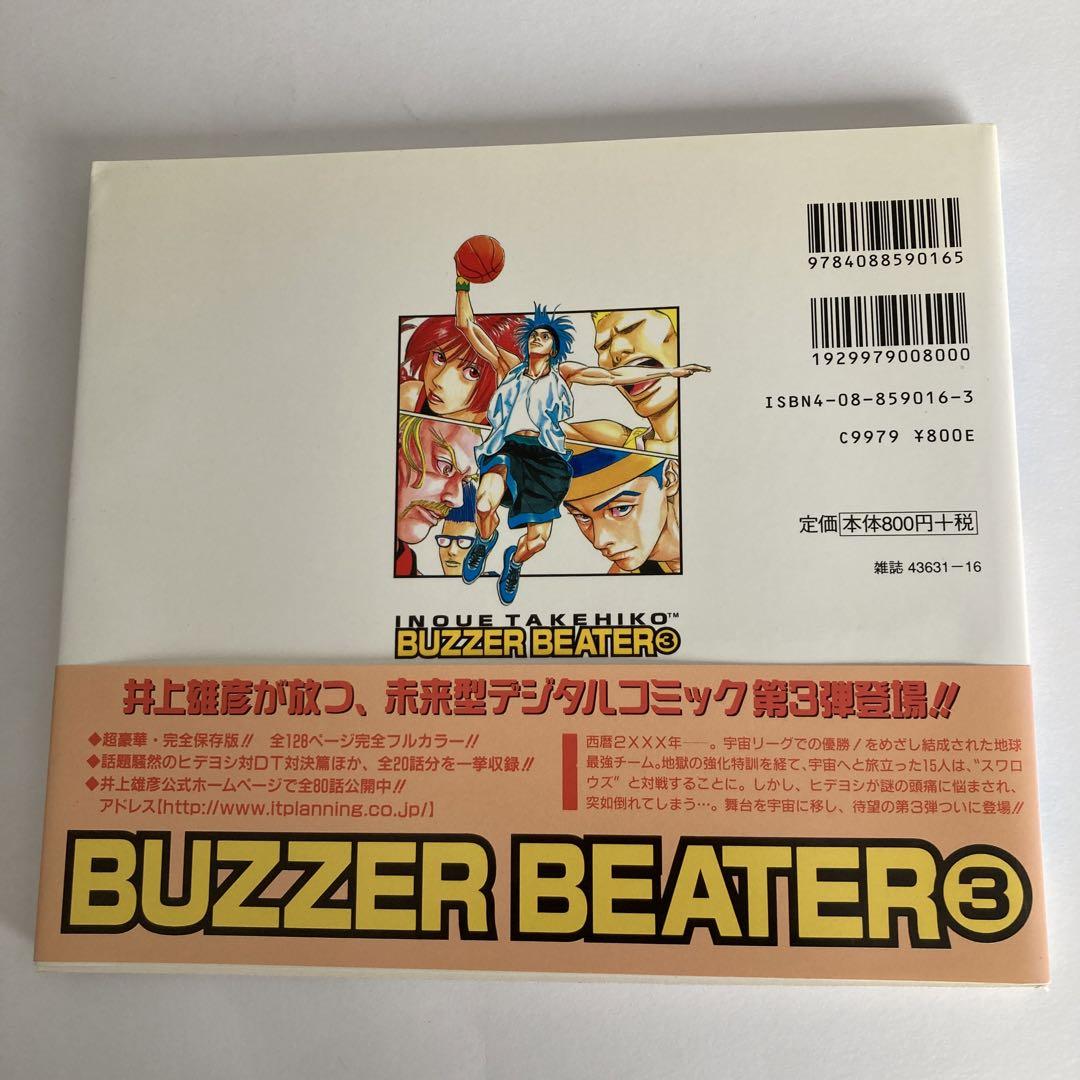 9784088590165
1929979008000
ISBN4-08-859016-3
C9979 ¥800E
定価 本体800円+税
雑誌 43631-16
INOUE TAKEHIKO™
BUZZER BEATER③
井上雄彦が放つ、未来型デジタルコミック第3弾登場!!
◆超豪華・完全保存版!! 全128ページ完全フルカラー!!
◆話題騒然のヒデヨシ対DT対決篇ほか、全20話分を一挙収録!!
◆井上雄彦公式ホームページで全80話公開中!!
アドレス【http://www.itplanning.co.jp/】
西暦2XXX年——。宇宙リーグでの優勝!をめざし結成された地球
最強チーム。地獄の強化特訓を経て、宇宙へと旅立った15人は、“スワロ
ウズ”と対戦することに。しかし、ヒデヨシが謎の頭痛に悩まされ、
突如倒れてしまう…。舞台を宇宙に移し、待望の第3弾ついに登場!!
BUZZER BEATER③